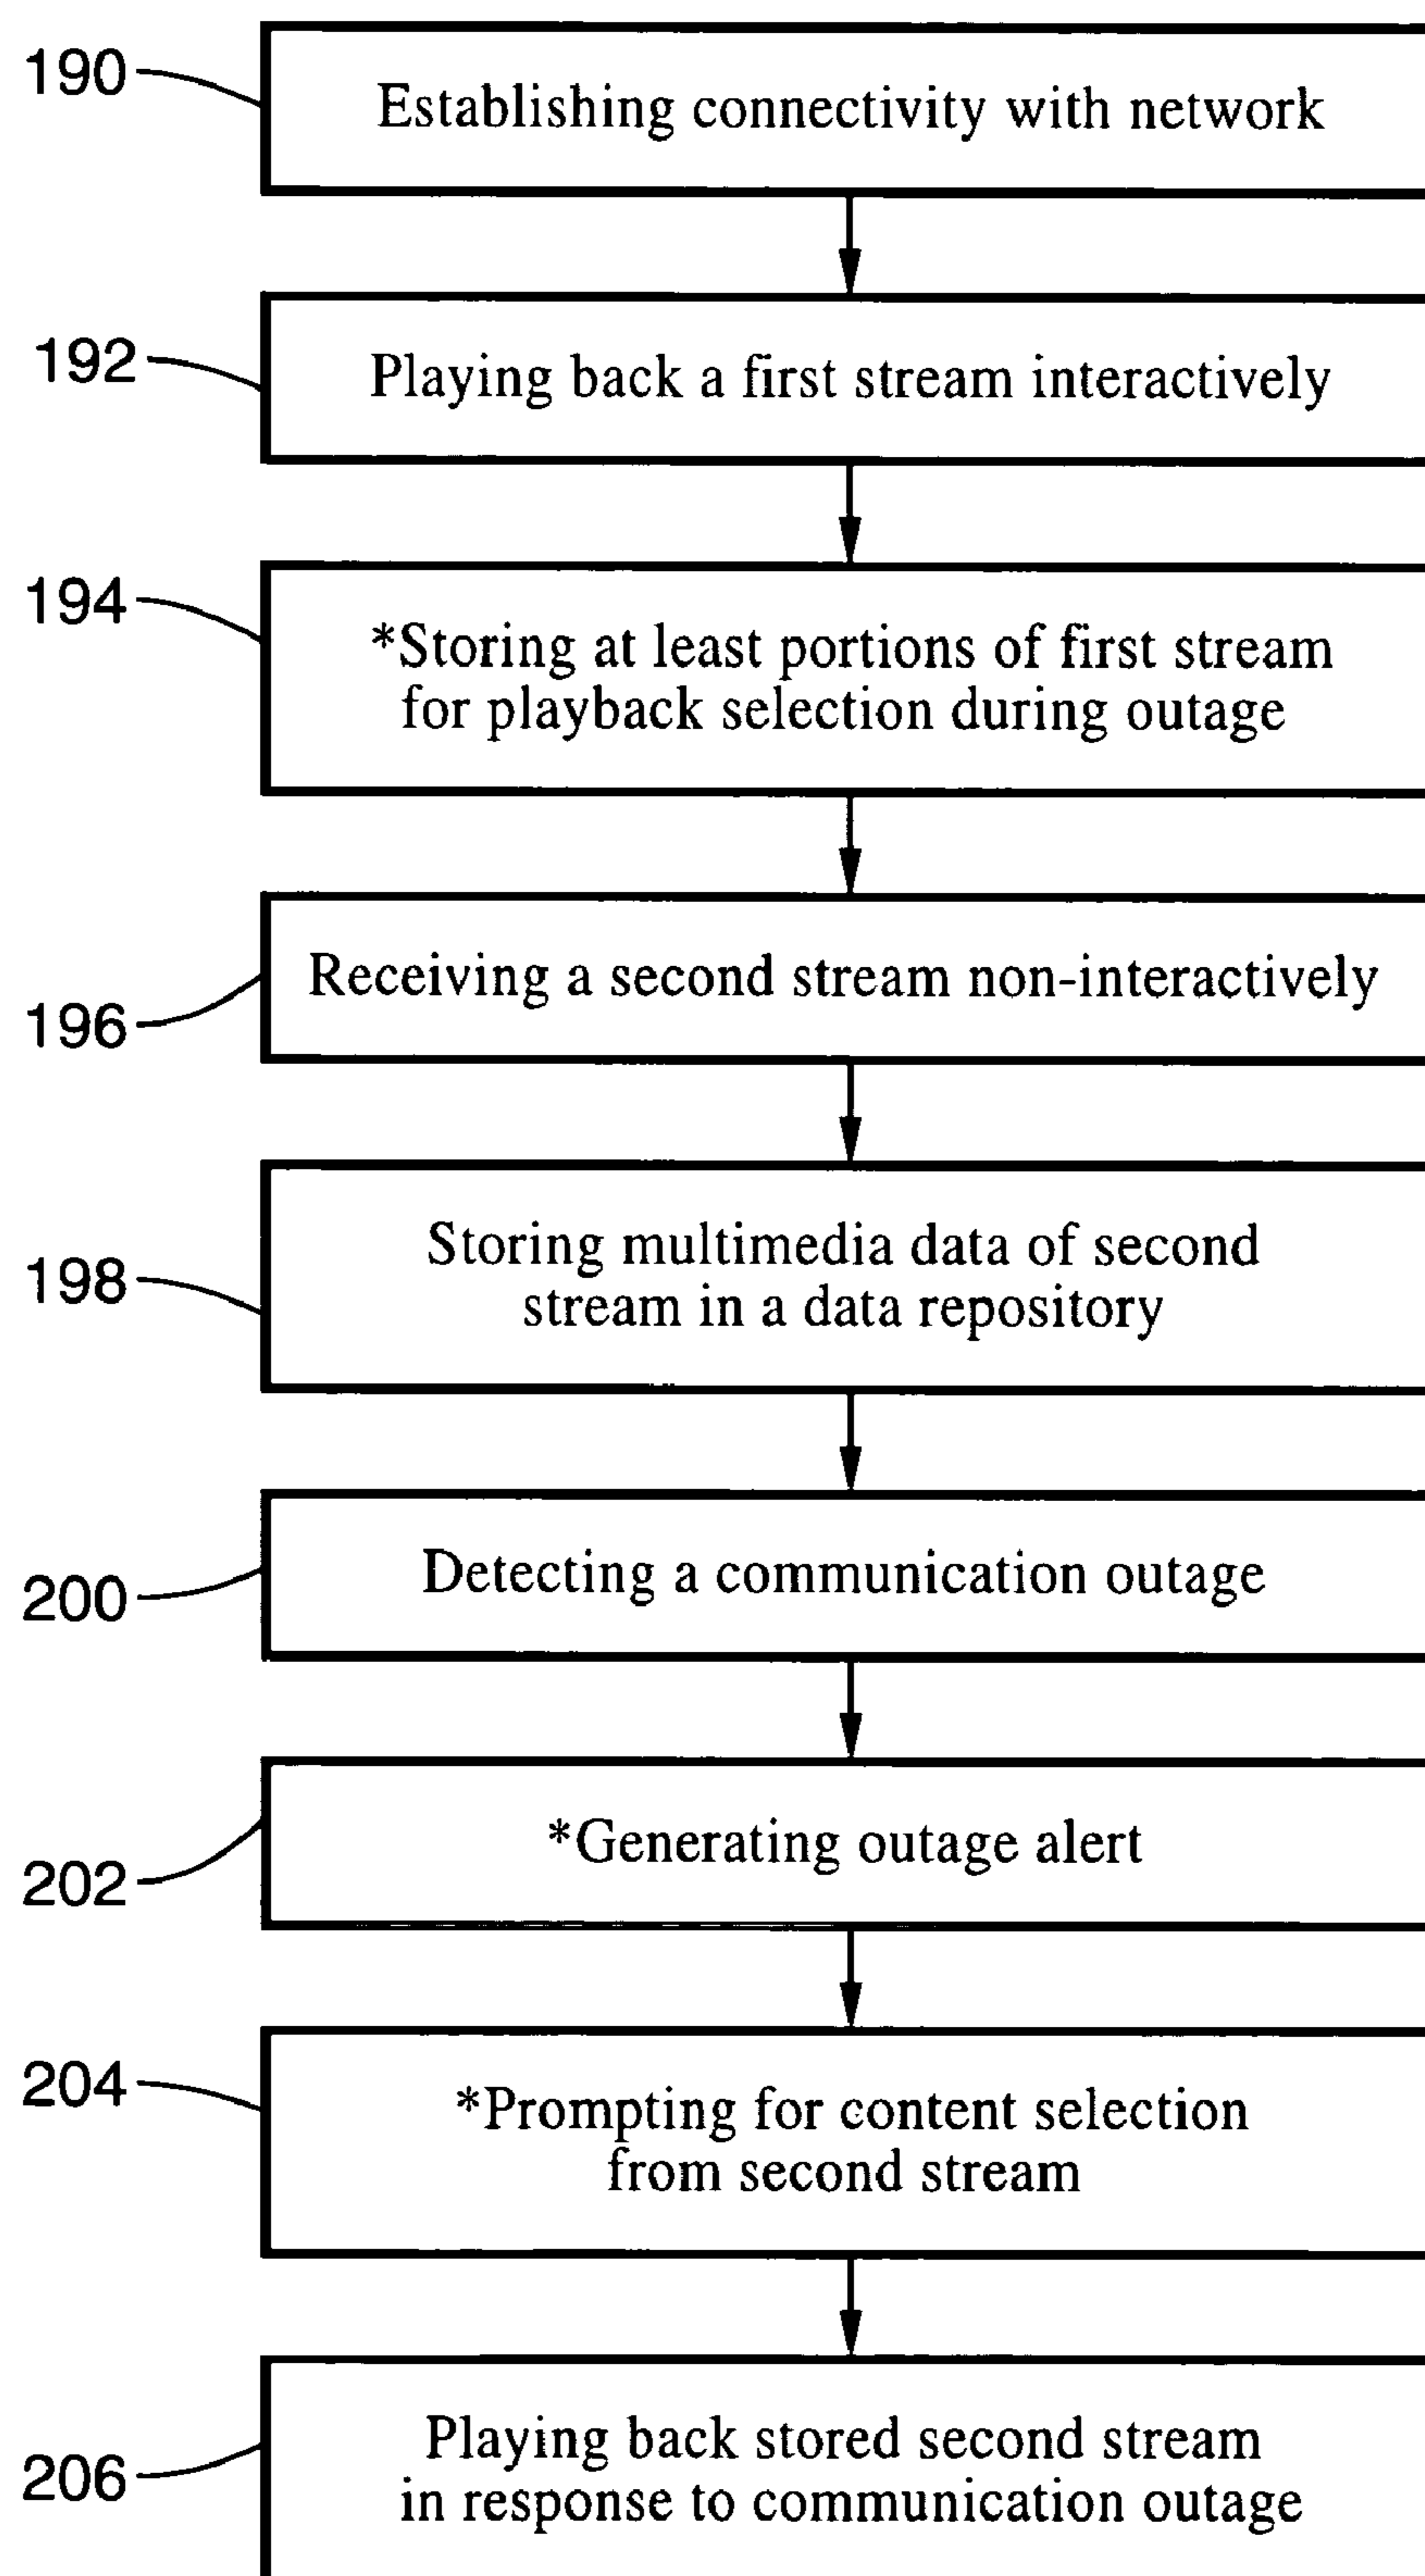 190
Establishing connectivity with network
192
Playing back a first stream interactively
194
*Storing at least portions of first stream
for playback selection during outage
196
Receiving a second stream non-interactively
198
Storing multimedia data of second
stream in a data repository
200
Detecting a communication outage
202
*Generating outage alert
204
*Prompting for content selection
from second stream
206
Playing back stored second stream
in response to communication outage